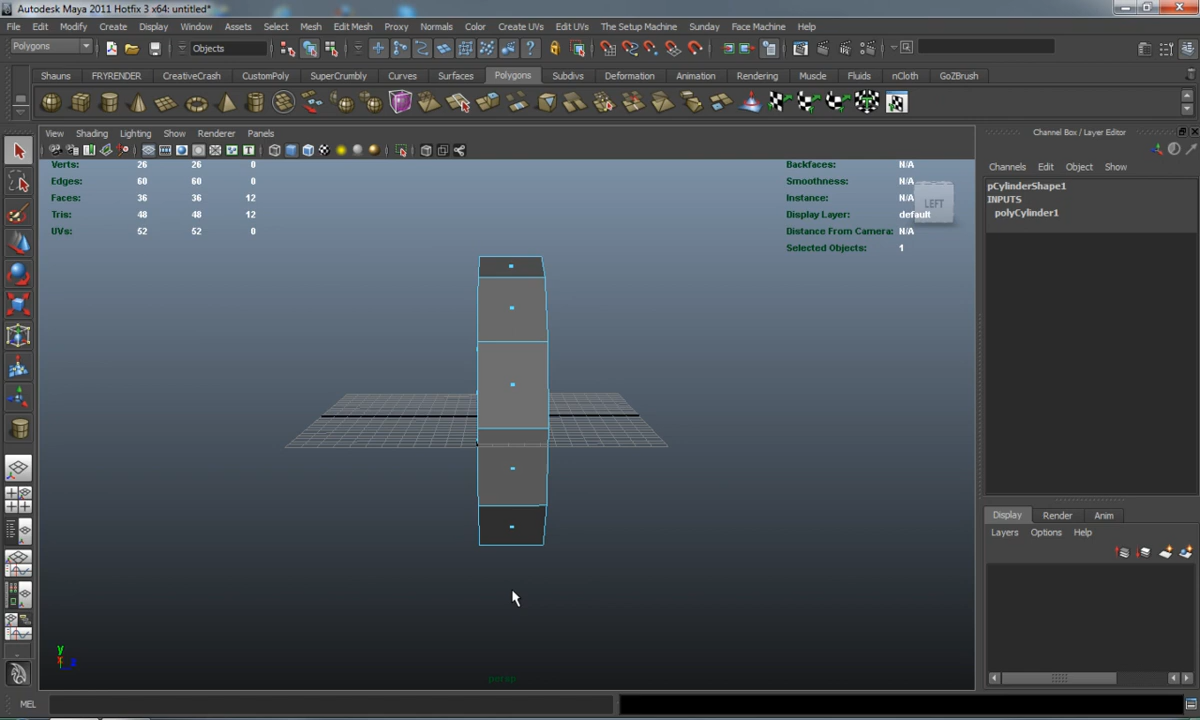 Autodesk Maya 2011 Hotfix 3 x64: untitled*
File Edit Modify Create Display Window Assets Select Mesh Edit Mesh Proxy Normals Color Create UVs Edit UVs The Setup Machine Sunday Face Machine Help
Polygons Objects
Shauns FRYRENDER CreativeCrash CustomPoly SuperCrumbly Curves Surfaces Polygons Subdivs Deformation Animation Rendering Muscle Fluids nCloth GoZBrush
View Shading Lighting Show Renderer Panels
Channel Box / Layer Editor
Channels Edit Object Show
Verts: 26 26 0
Edges: 60 60 0
Faces: 36 36 12
Tris: 48 48 12
UVs: 52 52 0
Backfaces: N/A
Smoothness: N/A
Instance: N/A
Display Layer: default
Distance From Camera: N/A
Selected Objects: 1
LEFT
pCylinderShape1
INPUTS
polyCylinder1
Display Render Anim
Layers Options Help
y
x
z
persp
MEL